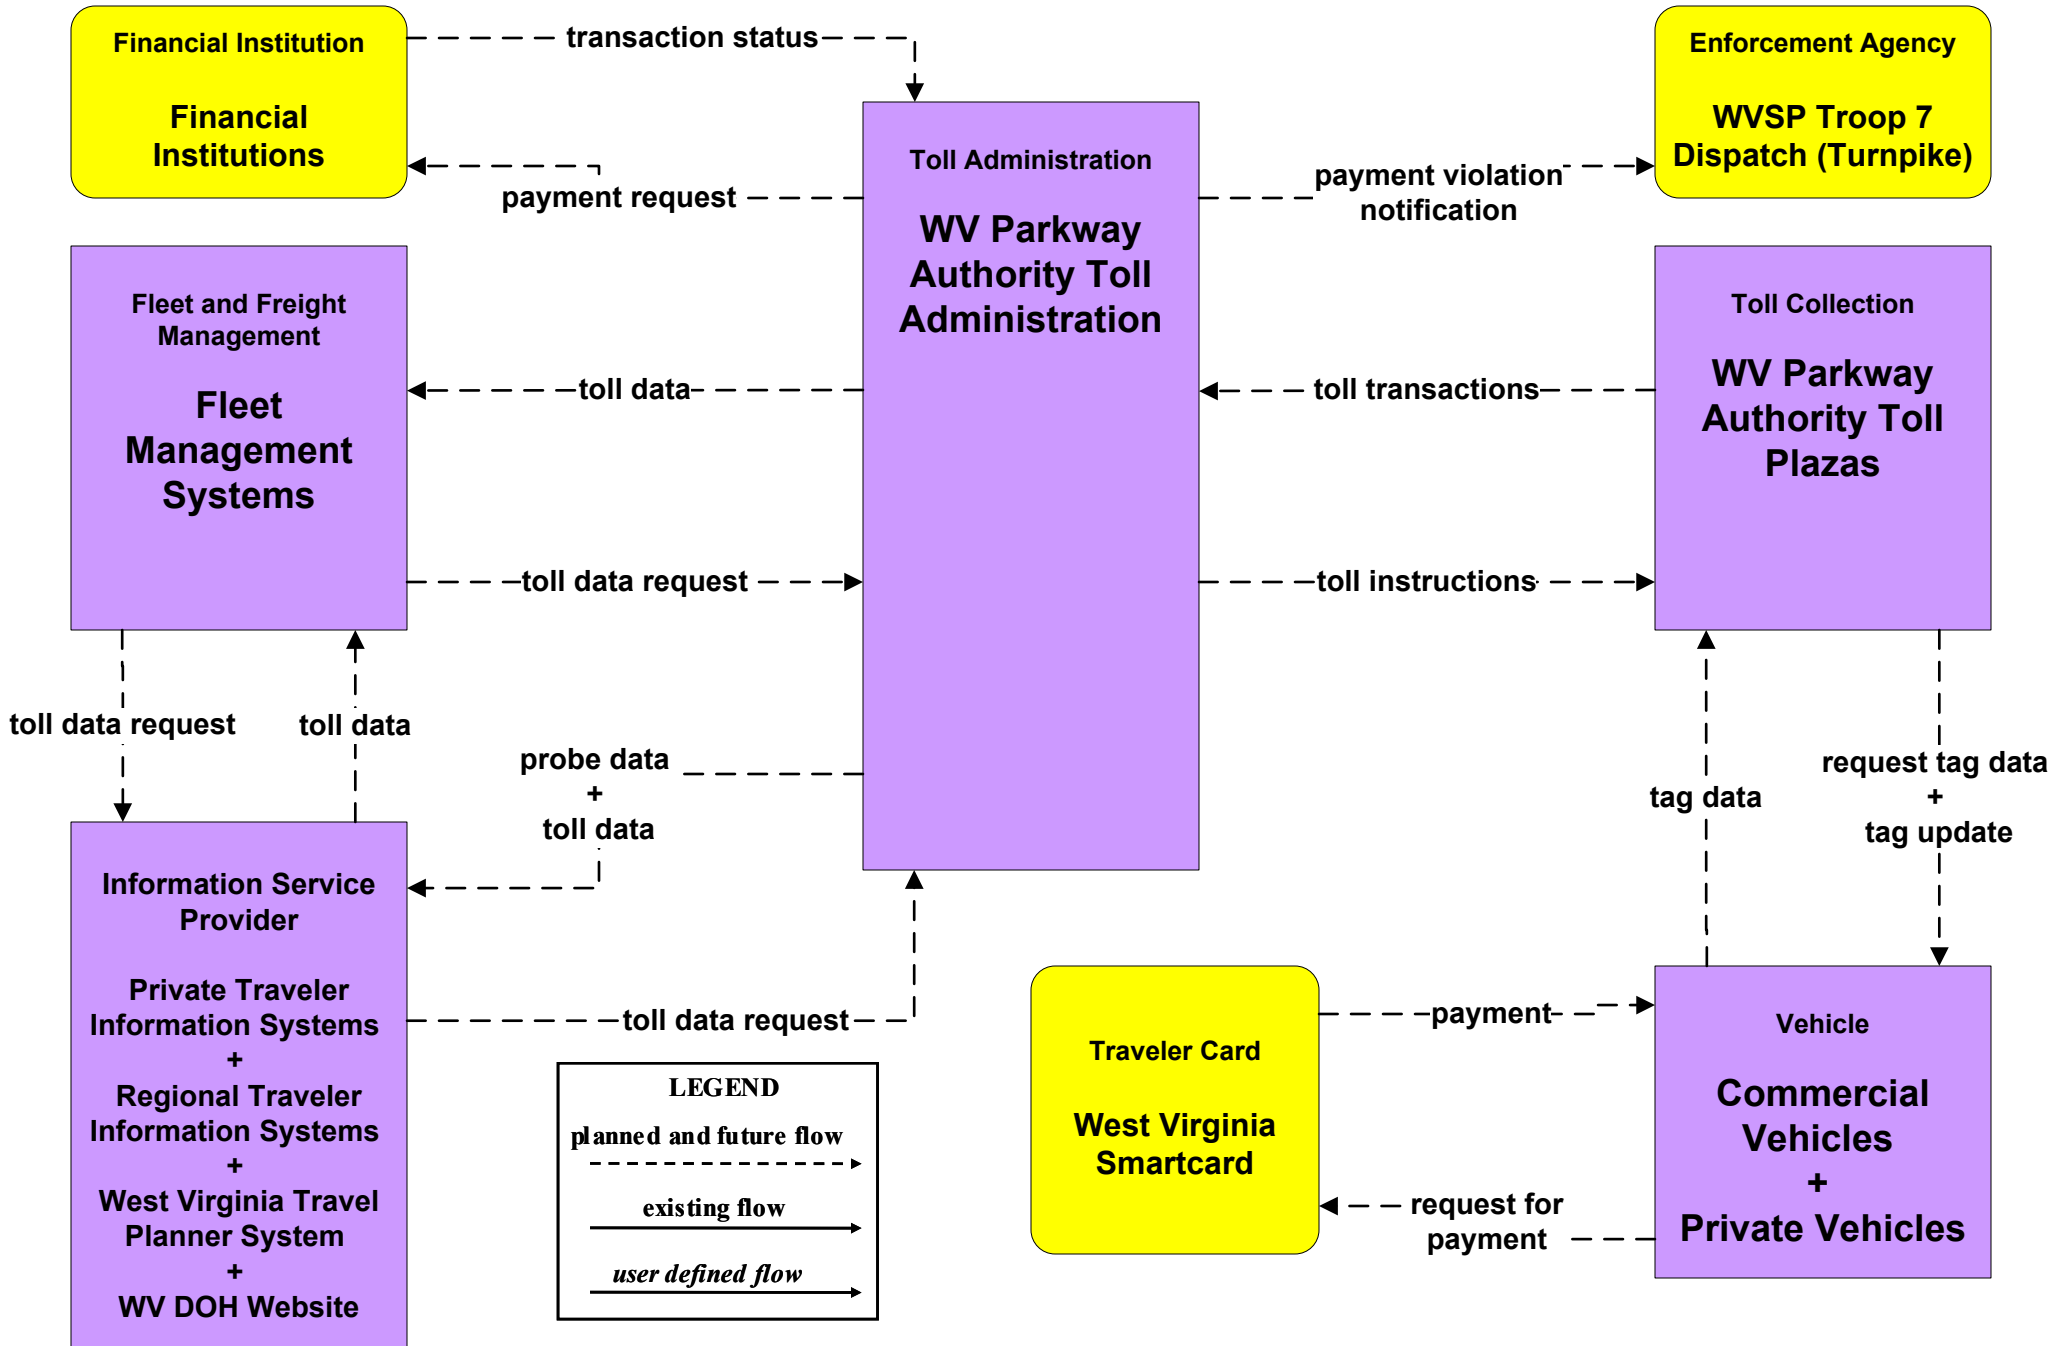 Financial Institution
Financial
Institutions
transaction status
payment request
Toll Administration
WV Parkway
Authority Toll
Administration
payment violation
notification
Enforcement Agency
WVSP Troop 7
Dispatch (Turnpike)
Fleet and Freight
Management
Fleet
Management
Systems
toll data
toll data request
toll transactions
toll instructions
Toll Collection
WV Parkway
Authority Toll
Plazas
toll data request
toll data
probe data
+
toll data
tag data
request tag data
+
tag update
Information Service
Provider
Private Traveler
Information Systems
+
Regional Traveler
Information Systems
+
West Virginia Travel
Planner System
+
WV DOH Website
toll data request
LEGEND
planned and future flow
existing flow
user defined flow
Traveler Card
West Virginia
Smartcard
payment
request for
payment
Vehicle
Commercial
Vehicles
+
Private Vehicles